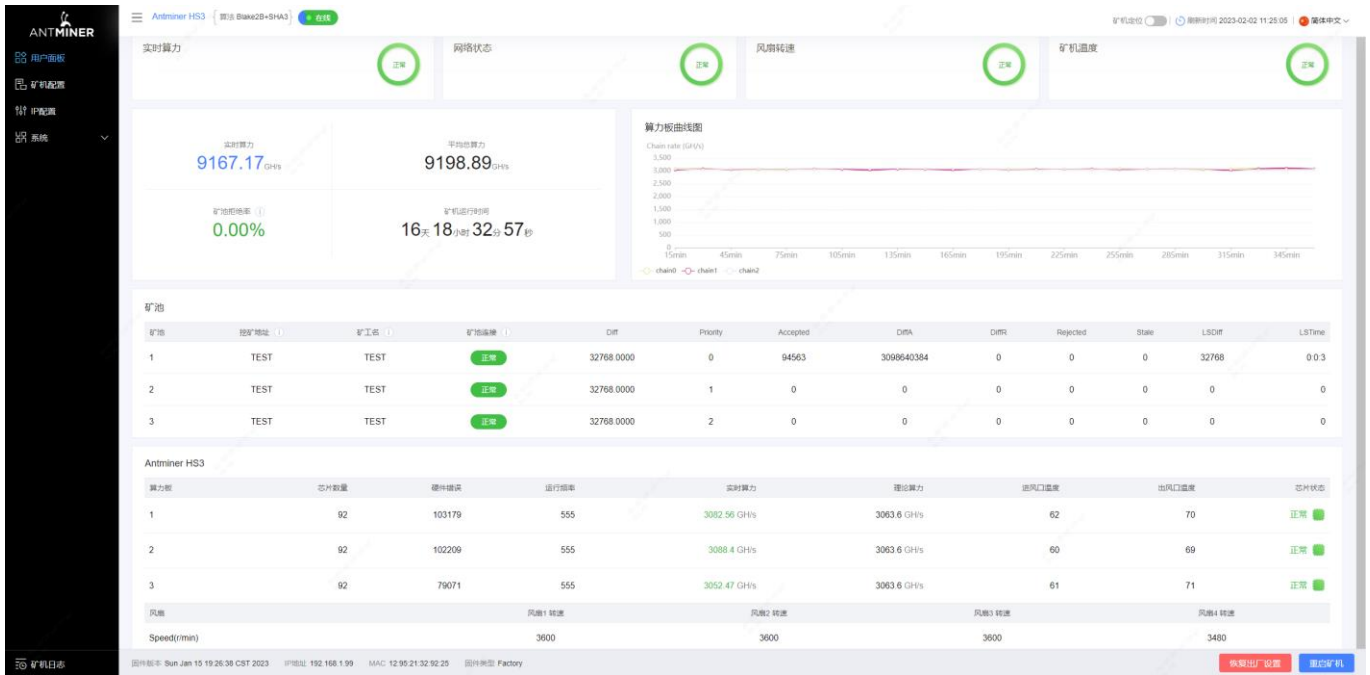 ANTMINER
Antminer HS3 算法 Blake2B+SHA3 在线
矿机定位 刷新时间 2023-02-02 11:25:05 简体中文
用户面板
矿机配置
IP配置
系统
实时算力 正常 网络状态 正常 风扇转速 正常 矿机温度 正常
实时算力
9167.17 GH/s
平均总算力
9198.89 GH/s
矿池拒绝率
0.00%
矿机运行时间
16天 18小时 32分 57秒
算力板曲线图
Chain rate (GH/s)
3,500
3,000
2,500
2,000
1,500
1,000
500
0
15min 45min 75min 105min 135min 165min 195min 225min 255min 285min 315min 345min
chain0 chain1 chain2
矿池
矿池 挖矿地址 矿工名 矿池连接 Diff Priority Accepted DiffA DiffR Rejected Stale LSDiff LSTime
1 TEST TEST 正常 32768.0000 0 94563 3098640384 0 0 0 32768 0:0:3
2 TEST TEST 正常 32768.0000 1 0 0 0 0 0 0 0
3 TEST TEST 正常 32768.0000 2 0 0 0 0 0 0 0
Antminer HS3
算力板 芯片数量 硬件错误 运行频率 实时算力 理论算力 进风口温度 出风口温度 芯片状态
1 92 103179 555 3082.56 GH/s 3063.6 GH/s 62 70 正常
2 92 102209 555 3088.4 GH/s 3063.6 GH/s 60 69 正常
3 92 79071 555 3052.47 GH/s 3063.6 GH/s 61 71 正常
风扇 风扇1 转速 风扇2 转速 风扇3 转速 风扇4 转速
Speed(r/min) 3600 3600 3600 3480
矿机日志
固件版本 Sun Jan 15 19:26:38 CST 2023 IP地址 192.168.1.99 MAC 12:95:21:32:92:25 固件类型 Factory
恢复出厂设置 重启矿机